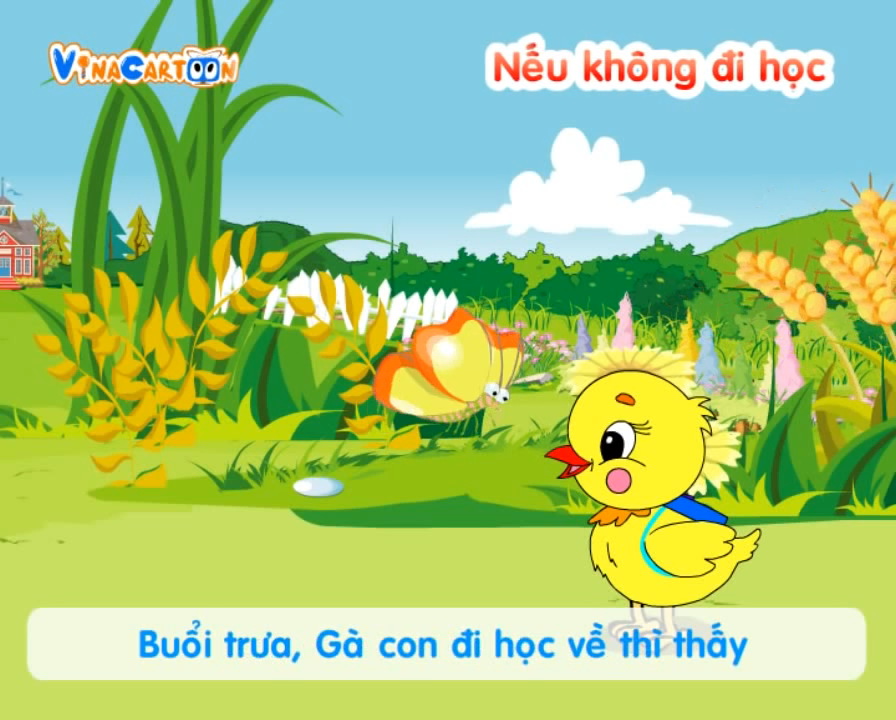 VINACARTOON
Nếu không đi học
Buổi trưa, Gà con đi học về thì thấy